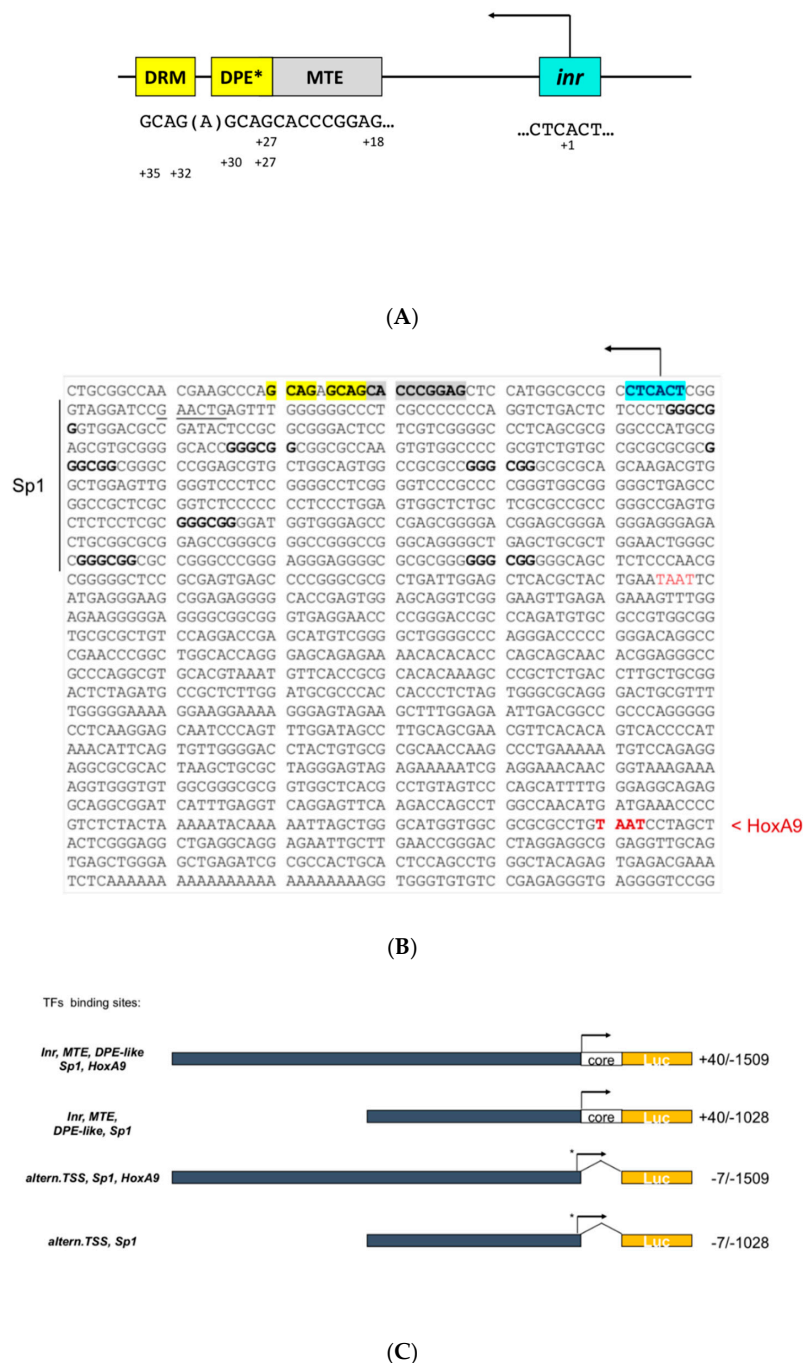 DRM DPE* MTE inr
GCAG(A)GCAGCACCCGGAG... ...CTCACT...
+27 +18 +1
+30 +27
+35 +32
(A)
CTGCGGCCAA CGAAGCCCAG GCAGAGCAGCA CCCGGAGCTC CATGGCGCCGC CCTCACTCGG
GTAGGATCCG AACTGAGTTT GGGGGGGCCCT CGCCCCCCCA GGTCTGACTC TCCCTGGGCG
GGTGGACGCC GATACTCCGC GCGGGACTCC TCGTCGGGGC CCTCAGCGCG GGCCCATGCG
AGCGTGCGGG GCACCGGGCG GCGGCGCCAA GTGTGGCCCC GCGTCTGTGC CGCGCGCGCG
GGCGGCGGGC CCGGAGCGTG CTGGCAGTGG CCGCGCCGGG CGGGCGCGCA GCAAGACGTG
Sp1
GCTGGAGTTG GGGTCCCTCC GGGGCCTCGG GGTCCCGCCC GGGTGGCGGG GGCTGAGCC
GGCCGCTCGC GGTCTCCCCC CCTCCCTGGA GTGGCTCTGC TCGCGCCGCC GGGCCGAGTG
CTCTCCTCGC GGGCGGGGAT GGTGGGAGCC CGAGCGGGGA CGGAGCGGGA GGGAGGGAGA
CTGCGGCGCG GAGCCGGGCG GGCCGGGCCG GGCAGGGGCT GAGCTGCGCT GGAACTGGGC
CGGGCGGCGCC CGGGCCCGGG AGGGAGGGGC GCGCGGGGGG CGGGGGCAGC TCTCCCAACG
CGGGGGCTCC GCGAGTGAGC CCCGGGCGCG CTGATTGGAG CTCACGCTAC TGAATAATTC
ATGAGGGAAG CGGAGAGGGG CACCGAGTGG AGCAGGTCGG GAAGTTGAGA GAAAGTTTGG
AGAAGGGGGA GGGGCGGCGG GTGAGGAACC CCGGGACCGC CCAGATGTGC GCCGTGGCGG
TGCGCGCTGT CCAGGACCGA GCATGTCGGG GCTGGGGCCC AGGGACCCCC GGGACAGGCC
CGAACCCGGC TGGCACCAGG GAGCAGAGAA AACACACACC CAGCAGCAAC ACGGAGGGCC
GCCCAGGCGT GCACGTAAAT GTTCACCGCG CACACAAAGC CCGCTCTGAC CTTGCTGCGG
ACTCTAGATG CCGCTCTTGG ATGCGCCCAC CACCCTCTAG TGGGCGCAGG GACTGCGTTT
TGGGGGAAAA GGAAGGAAAA GGGAGTAGAA GCTTTGGAGA ATTGACGGCC GCCCAGGGGG
CCTCAAGGAG CAATCCCAGT TTGGATAGCC TTGCAGCGAA CGTTCACACA GTCACCCCAT
AAACATTCAG TGTTGGGGAC CTACTGTGCG CGCAACCAAG CCCTGAAAAA TGTCCAGAGG
AGGCGCGCAC TAAGCTGCGC TAGGGAGTAG AGAAAAATCG AGGAAACAAC GGTAAAGAAA
AGGTGGGTGT GGCGGGCGCG GTGGCTCACG CCTGTAGTCC CAGCATTTTG GGAGGCAGAG
GCAGGCGGAT CATTTGAGGT CAGGAGTTCA AGACCAGCCT GGCCAACATG ATGAAACCCC
GTCTCTACTA AAAATACAAA AATTAGCTGG GCATGGTGGC GCGCGCCTGT AATCCTAGCT < HoxA9
ACTCGGGAGG CTGAGGCAGG AGAATTGCTT GAACCGGGAC CTAGGAGGCG GAGGTTGCAG
TGAGCTGGGA GCTGAGATCG CGCCACTGCA CTCCAGCCTG GGCTACAGAG TGAGACGAAA
TCTCAAAAAA AAAAAAAAAA AAAAAAAAGG TGGGTGTGTCC CGAGAGGGTG AGGGGTCCGG
(B)
TFs binding sites:
Inr, MTE, DPE-like
Sp1, HoxA9
core Luc +40/-1509
Inr, MTE,
DPE-like, Sp1
core Luc +40/-1028
altern.TSS, Sp1, HoxA9 * Luc -7/-1509
altern.TSS, Sp1 * Luc -7/-1028
(C)